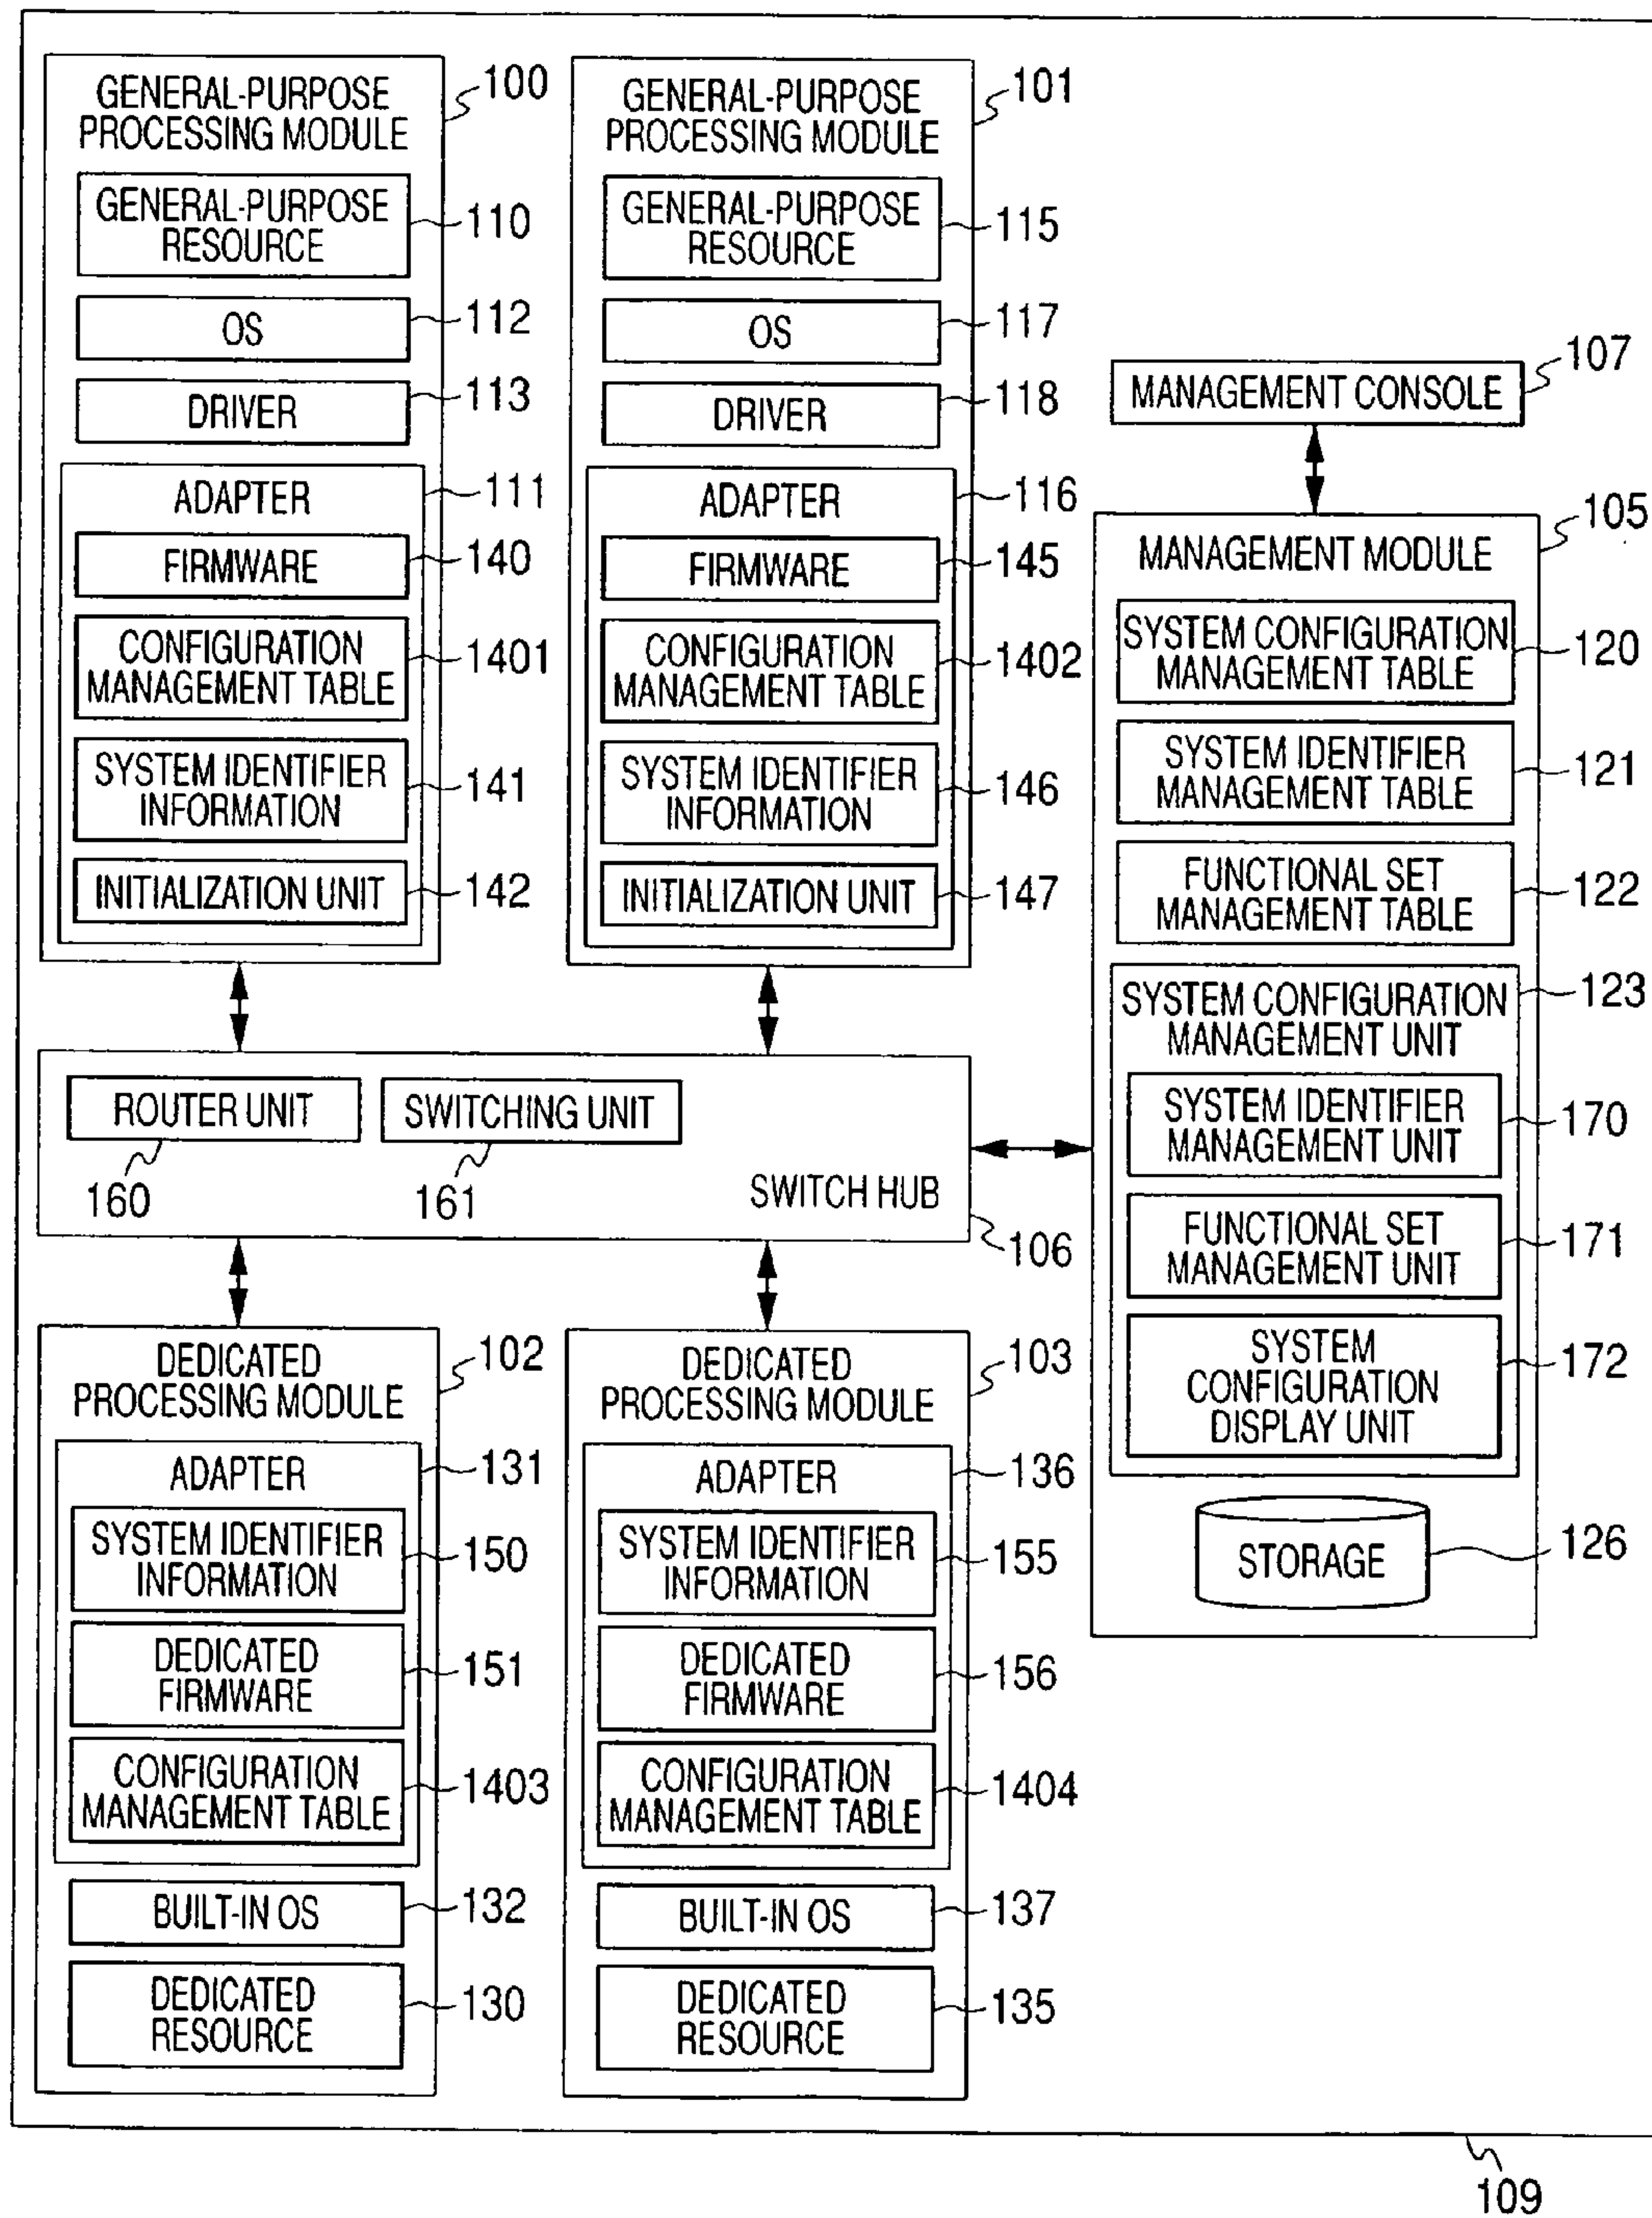 GENERAL-PURPOSE
PROCESSING MODULE
100
GENERAL-PURPOSE
RESOURCE
110
OS
112
DRIVER
113
ADAPTER
111
FIRMWARE
140
CONFIGURATION
MANAGEMENT TABLE
1401
SYSTEM IDENTIFIER
INFORMATION
141
INITIALIZATION UNIT
142
GENERAL-PURPOSE
PROCESSING MODULE
101
GENERAL-PURPOSE
RESOURCE
115
OS
117
DRIVER
118
ADAPTER
116
FIRMWARE
145
CONFIGURATION
MANAGEMENT TABLE
1402
SYSTEM IDENTIFIER
INFORMATION
146
INITIALIZATION UNIT
147
MANAGEMENT CONSOLE
107
MANAGEMENT MODULE
105
SYSTEM CONFIGURATION
MANAGEMENT TABLE
120
SYSTEM IDENTIFIER
MANAGEMENT TABLE
121
FUNCTIONAL SET
MANAGEMENT TABLE
122
SYSTEM CONFIGURATION
MANAGEMENT UNIT
123
SYSTEM IDENTIFIER
MANAGEMENT UNIT
170
FUNCTIONAL SET
MANAGEMENT UNIT
171
SYSTEM
CONFIGURATION
DISPLAY UNIT
172
STORAGE
126
ROUTER UNIT
160
SWITCHING UNIT
161
SWITCH HUB
106
DEDICATED
PROCESSING MODULE
102
ADAPTER
131
SYSTEM IDENTIFIER
INFORMATION
150
DEDICATED
FIRMWARE
151
CONFIGURATION
MANAGEMENT TABLE
1403
BUILT-IN OS
132
DEDICATED
RESOURCE
130
DEDICATED
PROCESSING MODULE
103
ADAPTER
136
SYSTEM IDENTIFIER
INFORMATION
155
DEDICATED
FIRMWARE
156
CONFIGURATION
MANAGEMENT TABLE
1404
BUILT-IN OS
137
DEDICATED
RESOURCE
135
109